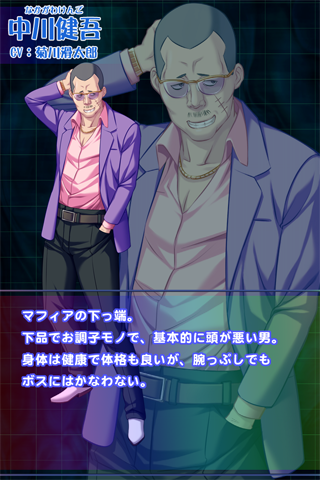 なかがわけんご
中川健吾
CV：菊川滑太郎
マフィアの下っ端。
下品でお調子モノで、基本的に頭が悪い男。
身体は健康で体格も良いが、腕っぷしでも
ボスにはかなわない。